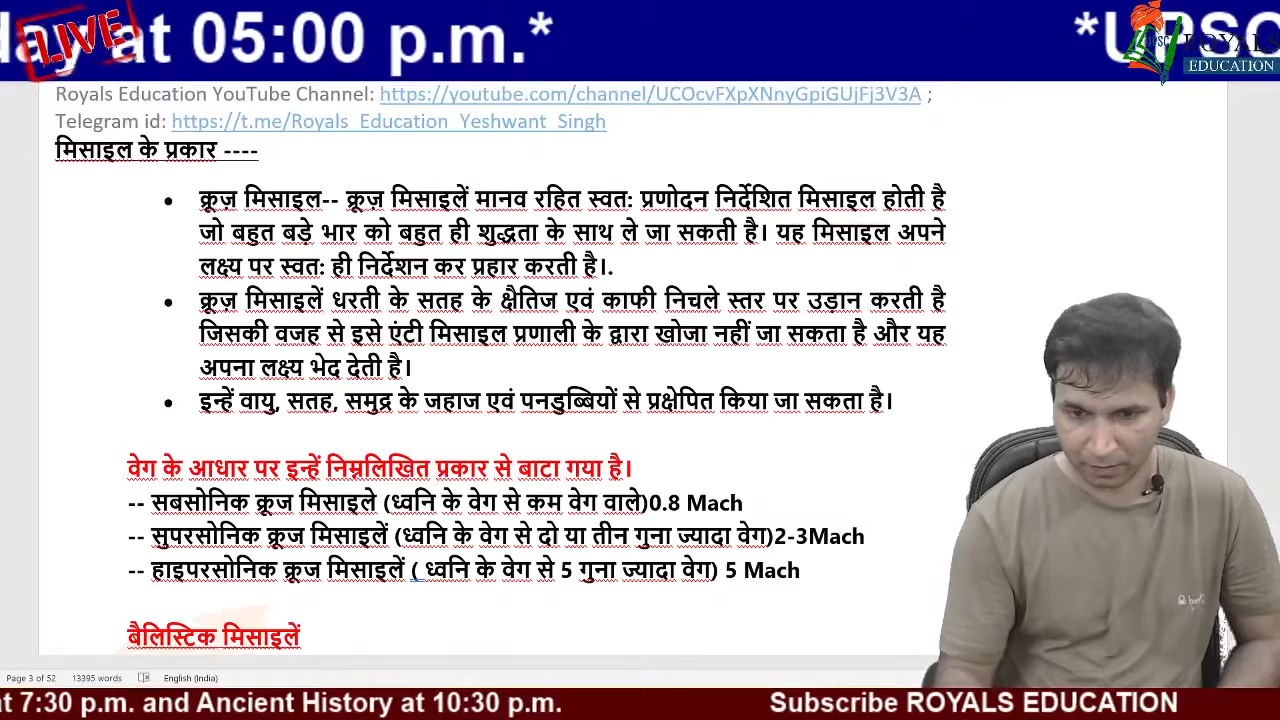 day at 05:00 p.m.*
*UPSC
LIVE
ROYALS
EDUCATION
Royals Education YouTube Channel: https://youtube.com/channel/UCOcvFXpXNnyGpiGUjFj3V3A ;
Telegram id: https://t.me/Royals_Education_Yeshwant_Singh
मिसाइल के प्रकार ----
• क्रूज़ मिसाइल-- क्रूज़ मिसाइलें मानव रहित स्वतः प्रणोदन निर्देशित मिसाइल होती है
जो बहुत बड़े भार को बहुत ही शुद्धता के साथ ले जा सकती है। यह मिसाइल अपने
लक्ष्य पर स्वतः ही निर्देशन कर प्रहार करती है।.
• क्रूज़ मिसाइलें धरती के सतह के क्षैतिज एवं काफी निचले स्तर पर उड़ान करती है
जिसकी वजह से इसे एंटी मिसाइल प्रणाली के द्वारा खोजा नहीं जा सकता है और यह
अपना लक्ष्य भेद देती है।
• इन्हें वायु, सतह, समुद्र के जहाज एवं पनडुब्बियों से प्रक्षेपित किया जा सकता है।
वेग के आधार पर इन्हें निम्नलिखित प्रकार से बाटा गया है।
-- सबसोनिक क्रूज मिसाइले (ध्वनि के वेग से कम वेग वाले)0.8 Mach
-- सुपरसोनिक क्रूज मिसाइलें (ध्वनि के वेग से दो या तीन गुना ज्यादा वेग)2-3Mach
-- हाइपरसोनिक क्रूज मिसाइलें ( ध्वनि के वेग से 5 गुना ज्यादा वेग) 5 Mach
बैलिस्टिक मिसाइलें
Page 3 of 52 13395 words English (India)
at 7:30 p.m. and Ancient History at 10:30 p.m.
Subscribe ROYALS EDUCATION